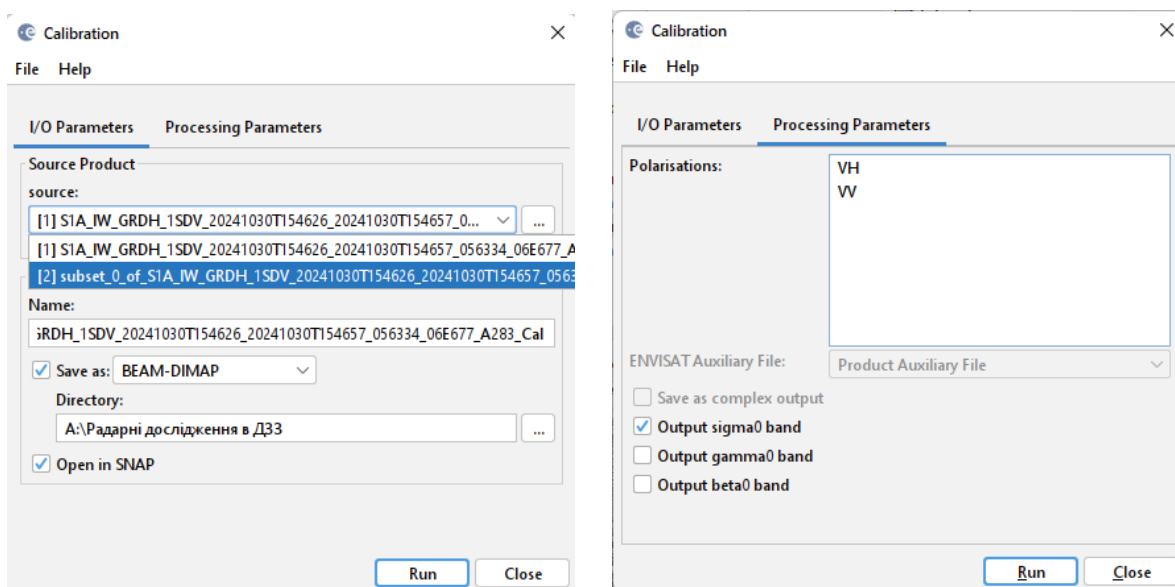 Calibration
File Help
I/O Parameters Processing Parameters
Source Product
source:
[1] S1A_IW_GRDH_1SDV_20241030T154626_20241030T154657_0...
...
[1] S1A_IW_GRDH_1SDV_20241030T154626_20241030T154657_056334_06E677_A
[2] subset_0_of_S1A_IW_GRDH_1SDV_20241030T154626_20241030T154657_056
Name:
GRDH_1SDV_20241030T154626_20241030T154657_056334_06E677_A283_Cal
Save as: BEAM-DIMAP
Directory:
A:\Радарні дослідження в ДЗЗ
...
Open in SNAP
Run Close
Calibration
File Help
I/O Parameters Processing Parameters
Polarisations:
VH
VV
ENVISAT Auxiliary File: Product Auxiliary File
Save as complex output
Output sigma0 band
Output gamma0 band
Output beta0 band
Run Close